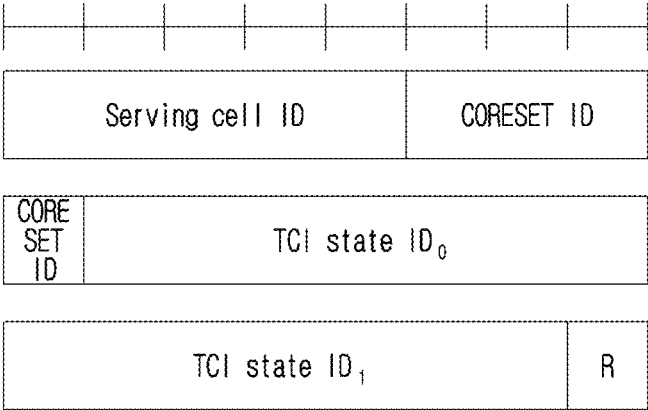 Serving cell ID CORESET ID
CORE
SET
ID
TCI state ID₀
TCI state ID₁ R